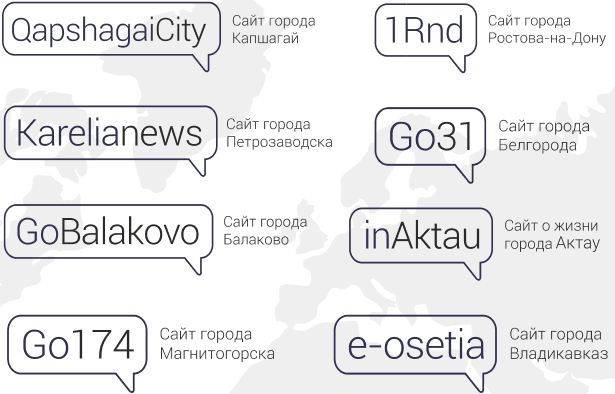 QapshagaiCity
Сайт города
Капшагай
1Rnd
Сайт города
Ростова-на-Дону
Karelianews
Сайт города
Петрозаводска
Go31
Сайт города
Белгорода
GoBalakovo
Сайт города
Балаково
inAktau
Сайт о жизни
города Актау
Go174
Сайт города
Магнитогорска
e-osetia
Сайт города
Владикавказ